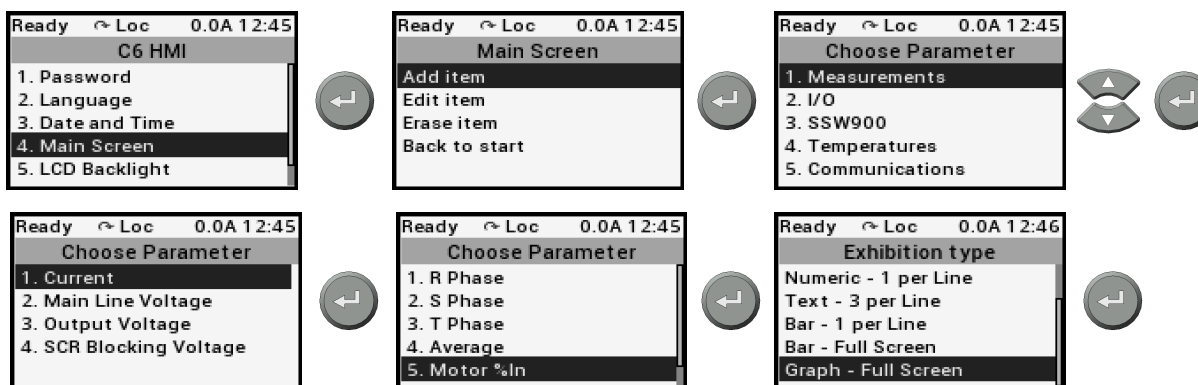 Ready Loc 0.0A 12:45
C6 HMI
1. Password
2. Language
3. Date and Time
4. Main Screen
5. LCD Backlight
Ready Loc 0.0A 12:45
Main Screen
Add item
Edit item
Erase item
Back to start
Ready Loc 0.0A 12:45
Choose Parameter
1. Measurements
2. I/O
3. SSW900
4. Temperatures
5. Communications
Ready Loc 0.0A 12:45
Choose Parameter
1. Current
2. Main Line Voltage
3. Output Voltage
4. SCR Blocking Voltage
Ready Loc 0.0A 12:45
Choose Parameter
1. R Phase
2. S Phase
3. T Phase
4. Average
5. Motor %In
Ready Loc 0.0A 12:46
Exhibition type
Numeric - 1 per Line
Text - 3 per Line
Bar - 1 per Line
Bar - Full Screen
Graph - Full Screen